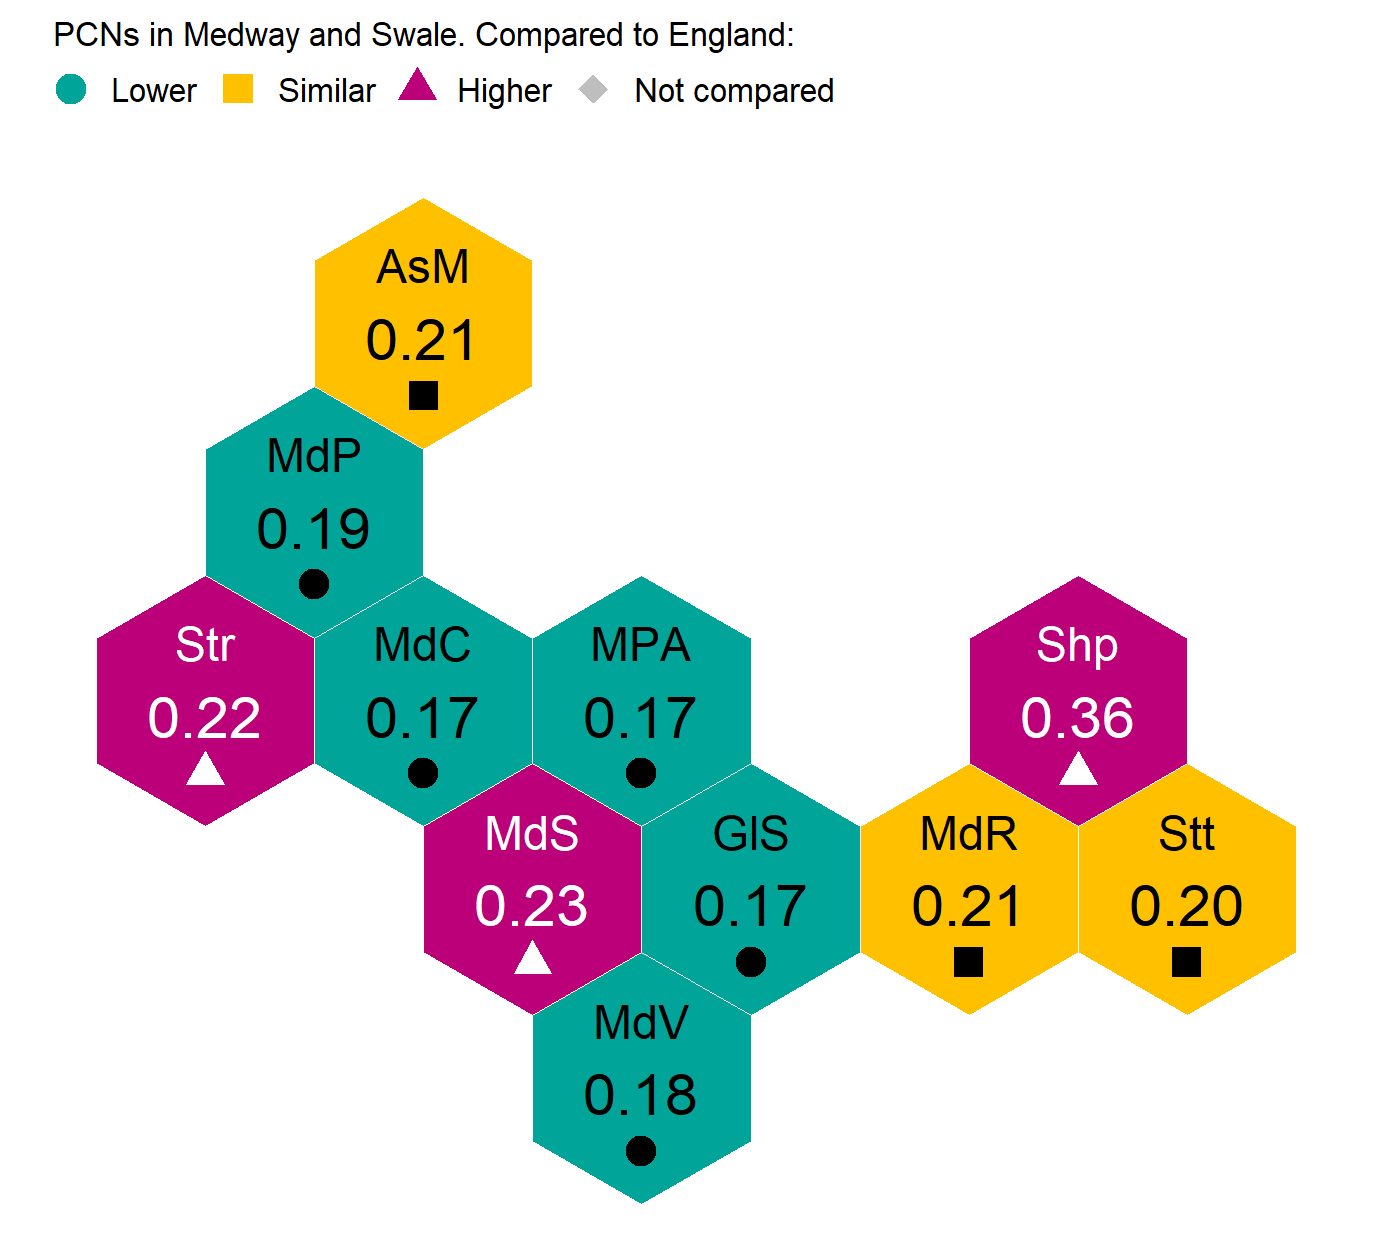 PCNs in Medway and Swale. Compared to England:
Lower Similar Higher Not compared
AsM
0.21
MdP
0.19
Str
0.22
MdC
0.17
MPA
0.17
Shp
0.36
MdS
0.23
GlS
0.17
MdR
0.21
Stt
0.20
MdV
0.18